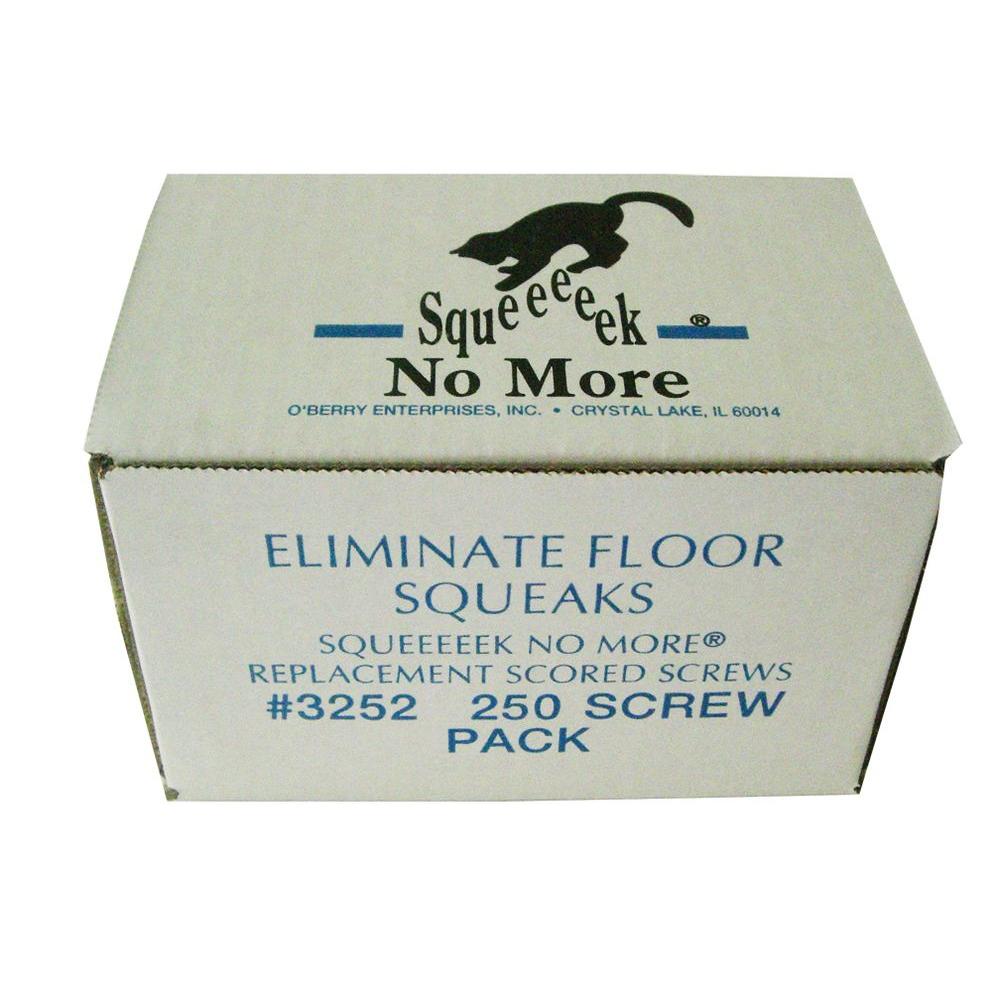 Squeeeeek ®
No More
O'BERRY ENTERPRISES, INC. • CRYSTAL LAKE, IL 60014
ELIMINATE FLOOR
SQUEAKS
SQUEEEEEK NO MORE®
REPLACEMENT SCORED SCREWS
#3252 250 SCREW
PACK